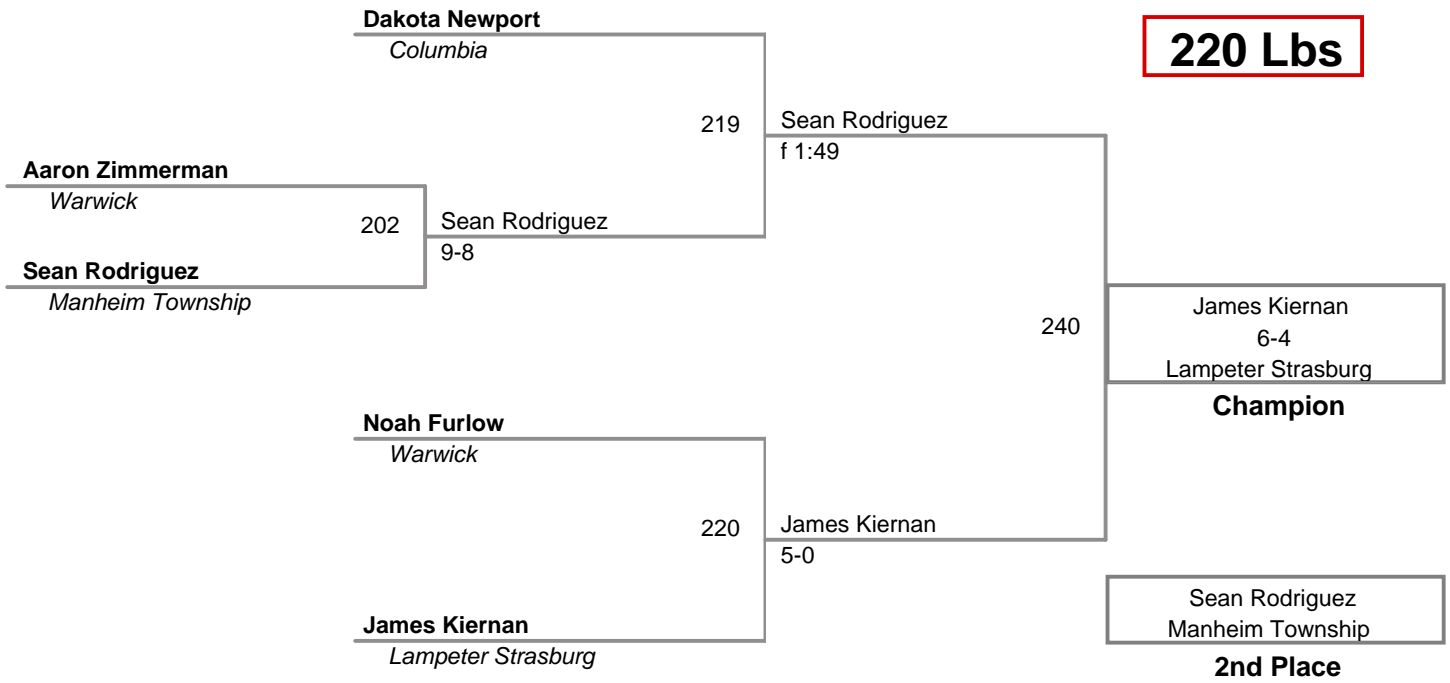 Dakota Newport
Columbia
220 Lbs
219
Sean Rodriguez
f 1:49
Aaron Zimmerman
Warwick
202
Sean Rodriguez
9-8
Sean Rodriguez
Manheim Township
240
James Kiernan
6-4
Lampeter Strasburg
Champion
Noah Furlow
Warwick
220
James Kiernan
5-0
James Kiernan
Lampeter Strasburg
Sean Rodriguez
Manheim Township
2nd Place